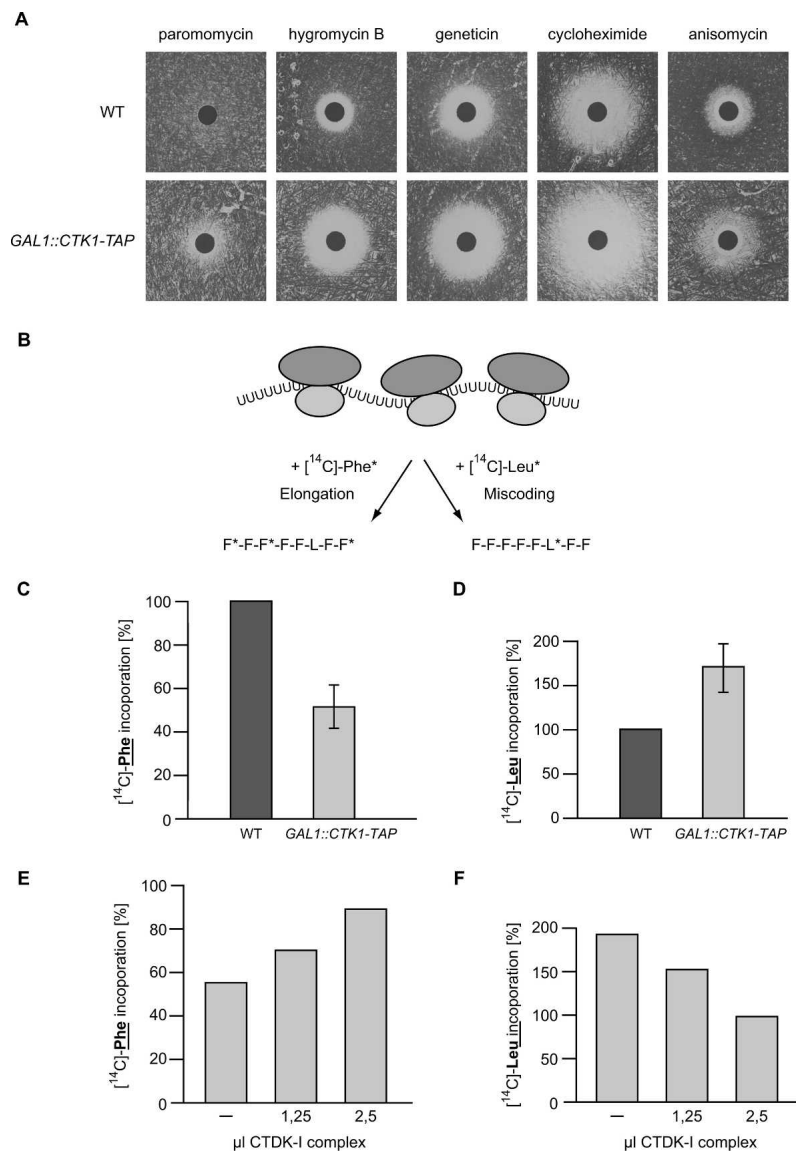 A
paromomycin hygromycin B geneticin cycloheximide anisomycin
WT
GAL1::CTK1-TAP
B
UUUUUUUUUUUUUUUUUUUUUUUUUUUUUUUU
+ [14C]-Phe* + [14C]-Leu*
Elongation Miscoding
F*-F-F*-F-F-L-F-F* F-F-F-F-F-L*-F-F
C
[14C]-Phe incoporation [%]
100
80
60
40
20
0
WT GAL1::CTK1-TAP
D
[14C]-Leu incoporation [%]
200
150
100
50
0
WT GAL1::CTK1-TAP
E
[14C]-Phe incoporation [%]
100
80
60
40
20
0
– 1,25 2,5
µl CTDK-I complex
F
[14C]-Leu incoporation [%]
200
150
100
50
0
– 1,25 2,5
µl CTDK-I complex